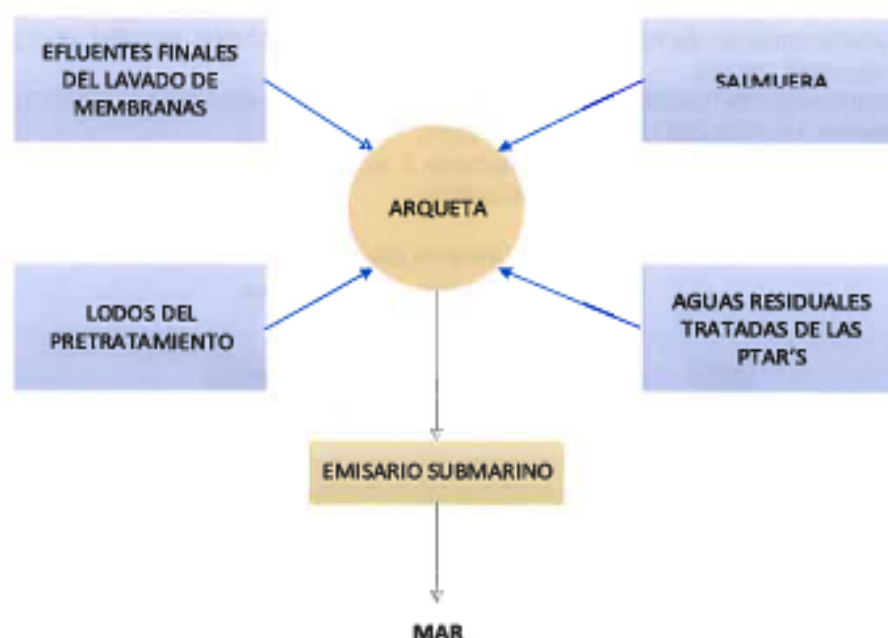 EFLUENTES FINALES
DEL LAVADO DE
MEMBRANAS
SALMUERA
ARQUETA
LODOS DEL
PRETRATAMIENTO
AGUAS RESIDUALES
TRATADAS DE LAS
PTAR'S
EMISARIO SUBMARINO
MAR